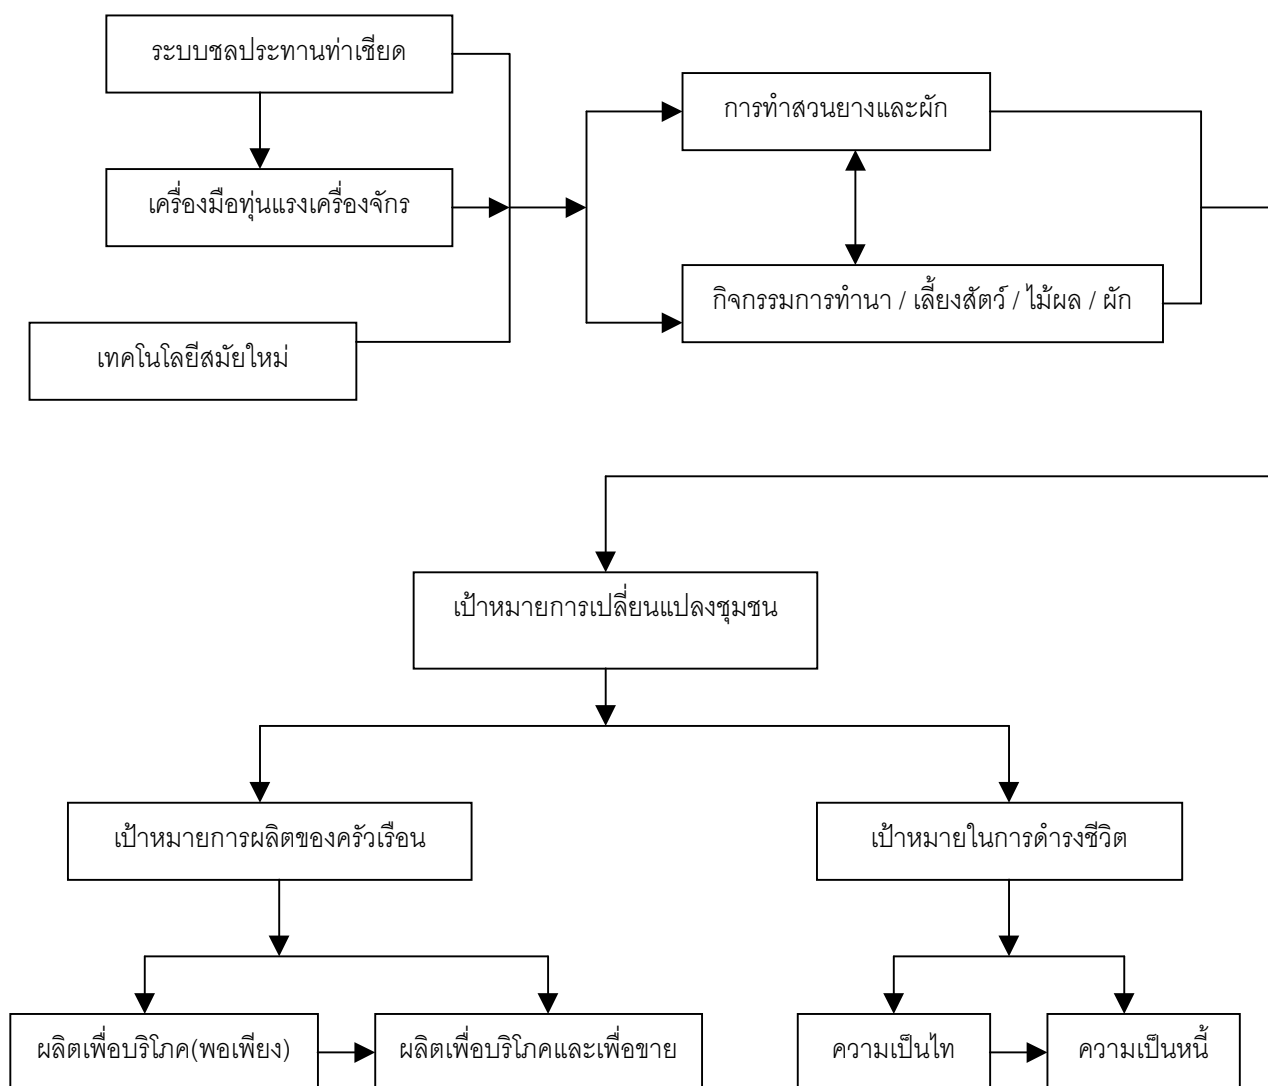 ระบบชลประทานท่าเชียด
การทำสวนยางและผัก
เครื่องมือทุ่นแรงเครื่องจักร
กิจกรรมการทำนา / เลี้ยงสัตว์ / ไม้ผล / ผัก
เทคโนโลยีสมัยใหม่
เป้าหมายการเปลี่ยนแปลงชุมชน
เป้าหมายการผลิตของครัวเรือน
เป้าหมายในการดำรงชีวิต
ผลิตเพื่อบริโภค(พอเพียง)
ผลิตเพื่อบริโภคและเพื่อขาย
ความเป็นไท
ความเป็นหนี้